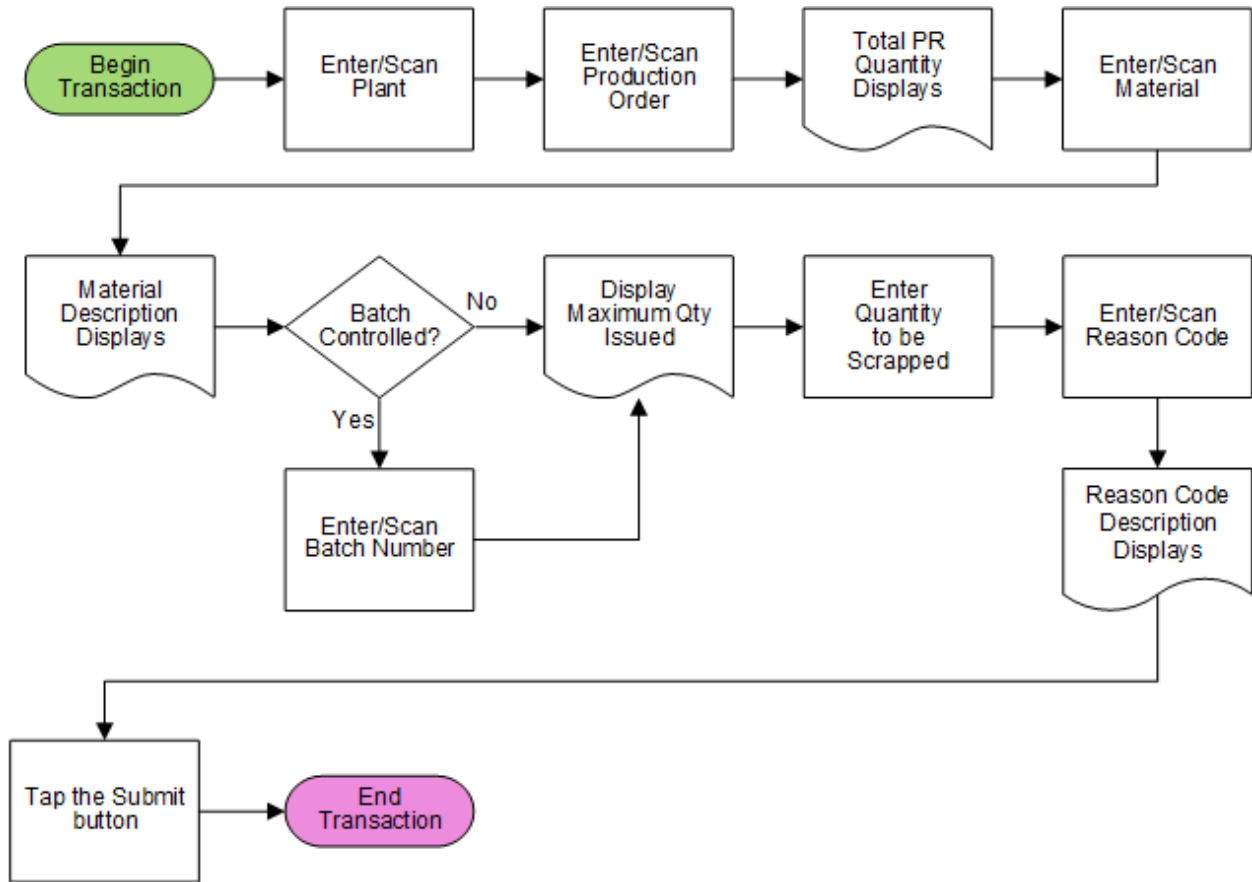 Begin
Transaction
Enter/Scan
Plant
Enter/Scan
Production
Order
Total PR
Quantity
Displays
Enter/Scan
Material
Material
Description
Displays
Batch
Controlled?
No
Yes
Display
Maximum Qty
Issued
Enter
Quantity
to be
Scrapped
Enter/Scan
Reason Code
Enter/Scan
Batch Number
Reason Code
Description
Displays
Tap the Submit
button
End
Transaction